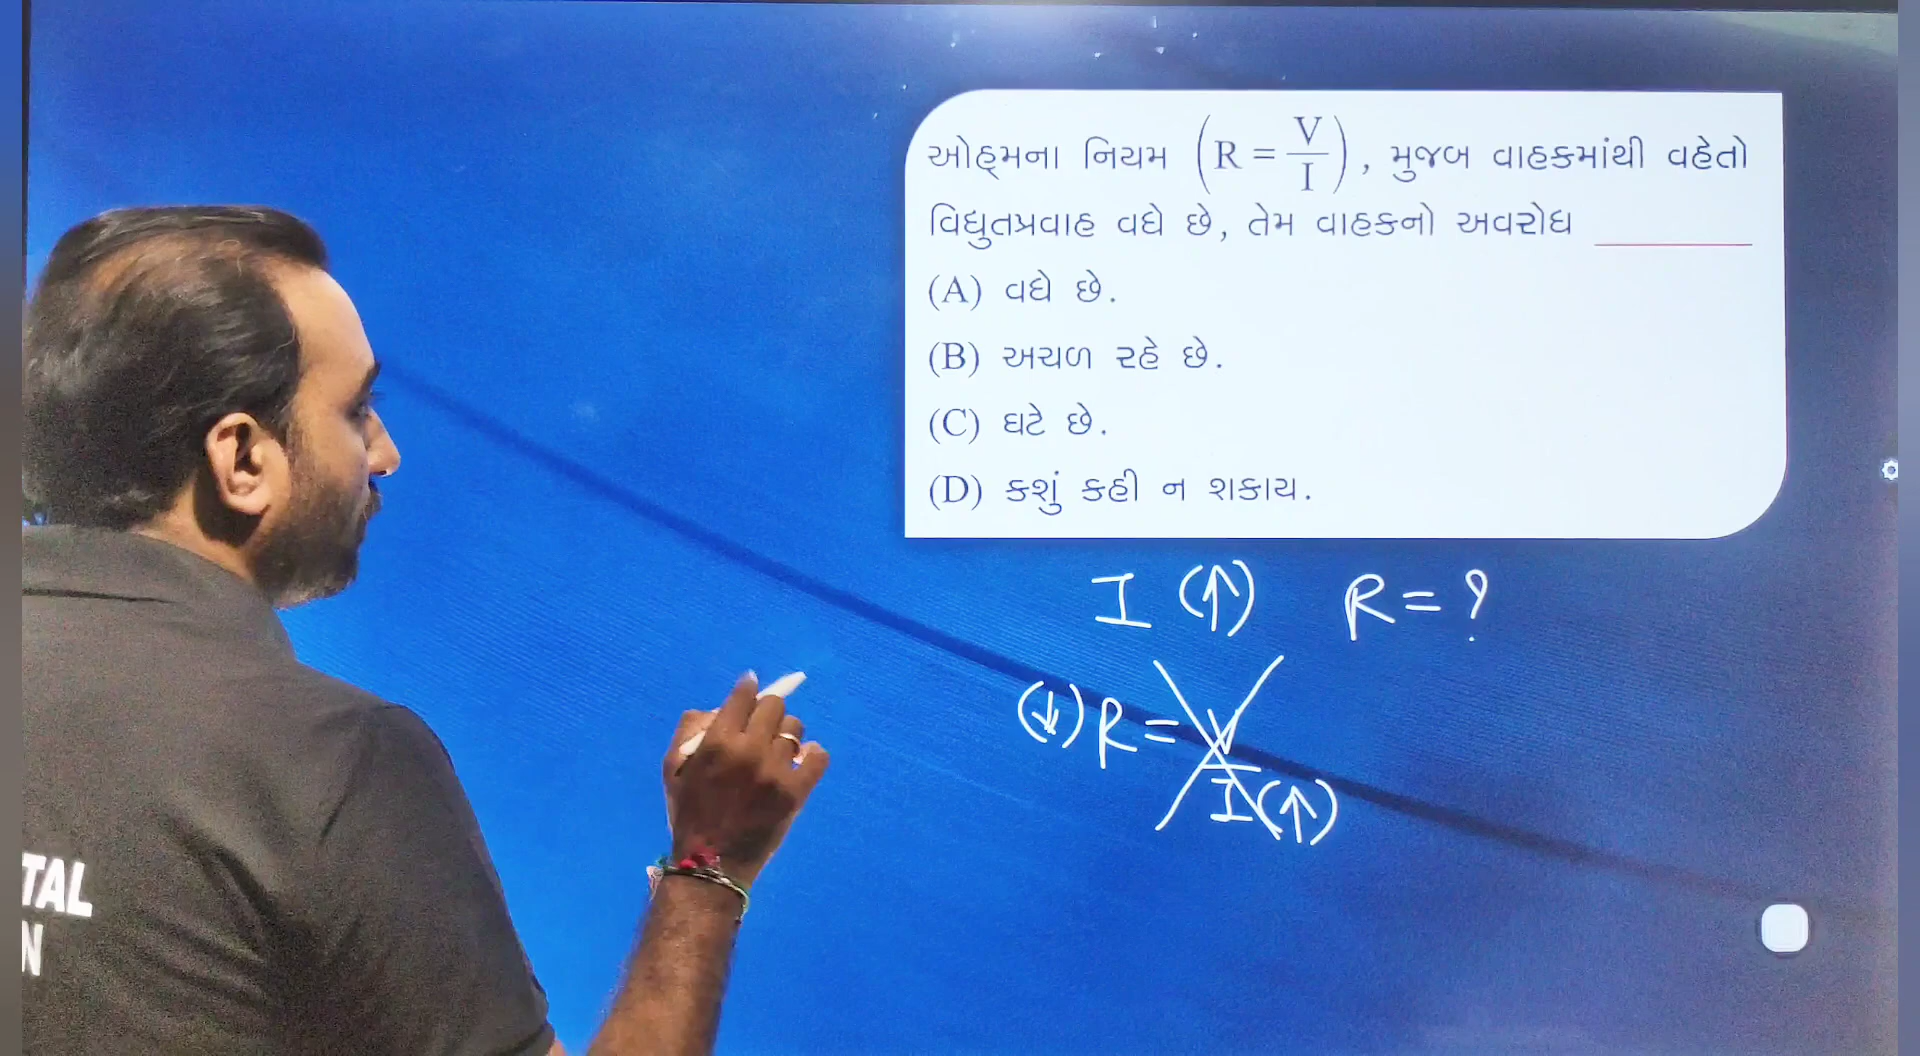 ઓહ્મના નિયમ (R = V/I), મુજબ વાહકમાંથી વહેતો
વિદ્યુતપ્રવાહ વધે છે, તેમ વાહકનો અવરોધ ________
(A) વધે છે.
(B) અચળ રહે છે.
(C) ઘટે છે.
(D) કશું કહી ન શકાય.
I (↑) R = ?
(↓) R = V/I (↑)
TAL
N